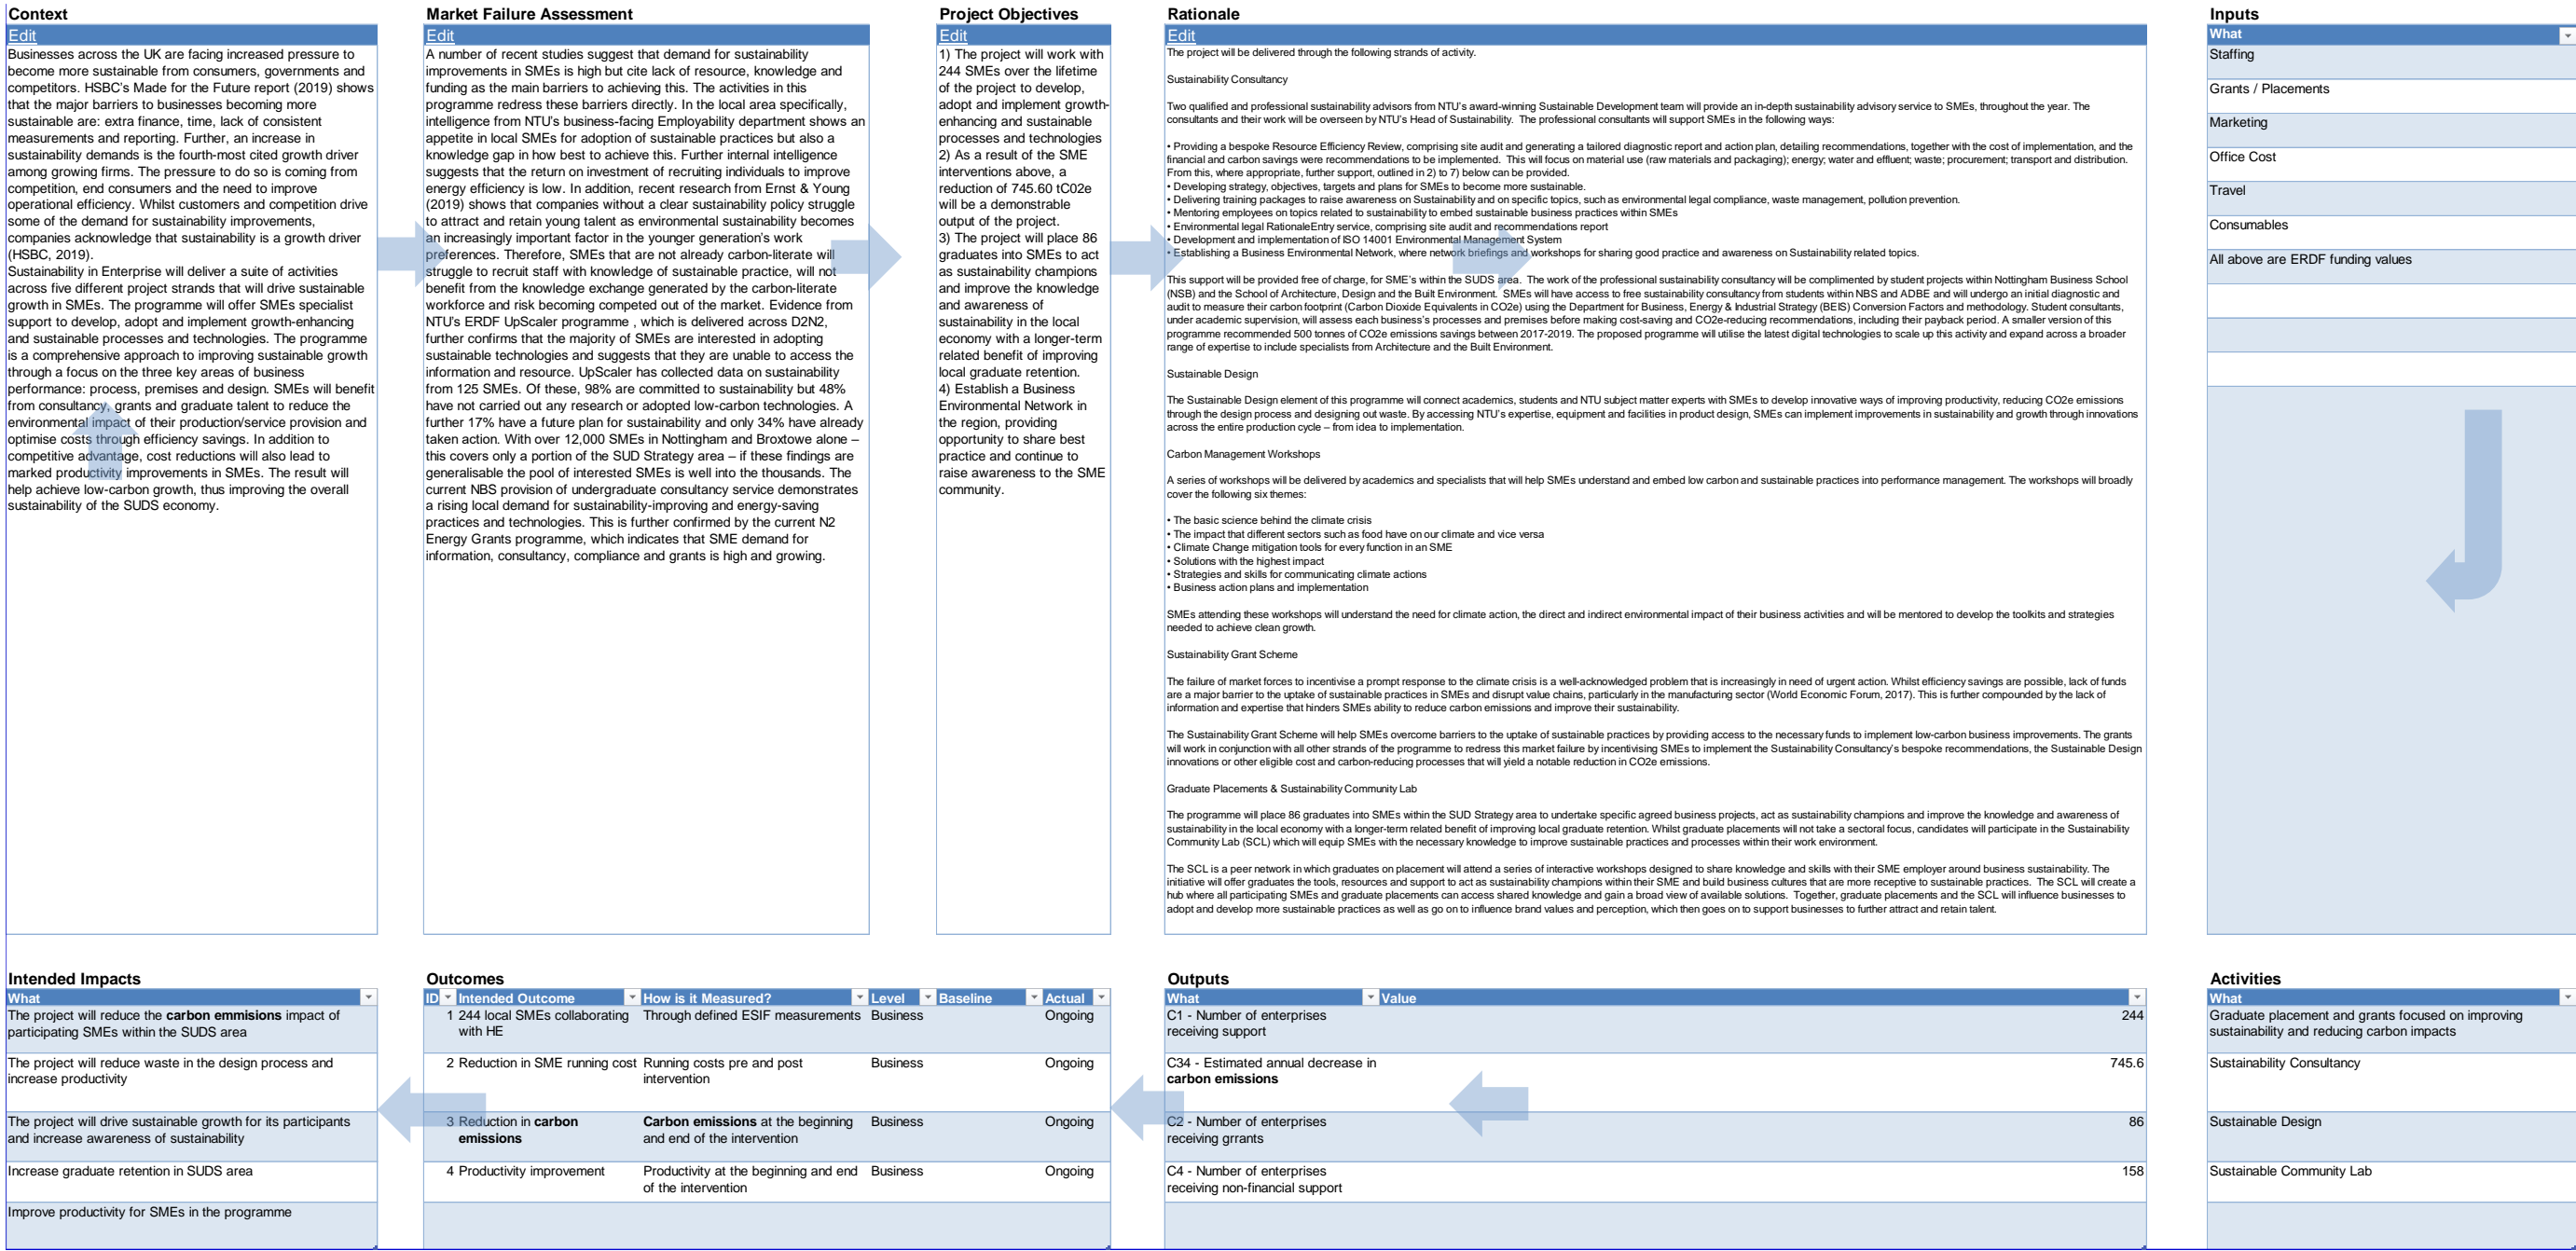 Context
Edit
Businesses across the UK are facing increased pressure to
become more sustainable from consumers, governments and
competitors. HSBC's Made for the Future report (2019) shows
that the major barriers to businesses becoming more
sustainable are: extra finance, time, lack of consistent
measurements and reporting. Further, an increase in
sustainability demands is the fourth-most cited growth driver
among growing firms. The pressure to do so is coming from
competition, end consumers and the need to improve
operational efficiency. Whilst customers and competition drive
some of the demand for sustainability improvements,
companies acknowledge that sustainability is a growth driver
(HSBC, 2019).
Sustainability in Enterprise will deliver a suite of activities
across five different project strands that will drive sustainable
growth in SMEs. The programme will offer SMEs specialist
support to develop, adopt and implement growth-enhancing
and sustainable processes and technologies. The programme
is a comprehensive approach to improving sustainable growth
through a focus on the three key areas of business
performance: process, premises and design. SMEs will benefit
from consultancy, grants and graduate talent to reduce the
environmental impact of their production/service provision and
optimise costs through efficiency savings. In addition to
competitive advantage, cost reductions will also lead to
marked productivity improvements in SMEs. The result will
help achieve low-carbon growth, thus improving the overall
sustainability of the SUDS economy.
Market Failure Assessment
Edit
A number of recent studies suggest that demand for sustainability
improvements in SMEs is high but cite lack of resource, knowledge and
funding as the main barriers to achieving this. The activities in this
programme redress these barriers directly. In the local area specifically,
intelligence from NTU's business-facing Employability department shows an
appetite in local SMEs for adoption of sustainable practices but also a
knowledge gap in how best to achieve this. Further internal intelligence
suggests that the return on investment of recruiting individuals to improve
energy efficiency is low. In addition, recent research from Ernst & Young
(2019) shows that companies without a clear sustainability policy struggle
to attract and retain young talent as environmental sustainability becomes
an increasingly important factor in the younger generation's work
preferences. Therefore, SMEs that are not already carbon-literate will
struggle to recruit staff with knowledge of sustainable practice, will not
benefit from the knowledge exchange generated by the carbon-literate
workforce and risk becoming competed out of the market. Evidence from
NTU's ERDF UpScaler programme , which is delivered across D2N2,
further confirms that the majority of SMEs are interested in adopting
sustainable technologies and suggests that they are unable to access the
information and resource. UpScaler has collected data on sustainability
from 125 SMEs. Of these, 98% are committed to sustainability but 48%
have not carried out any research or adopted low-carbon technologies. A
further 17% have a future plan for sustainability and only 34% have already
taken action. With over 12,000 SMEs in Nottingham and Broxtowe alone –
this covers only a portion of the SUD Strategy area – if these findings are
generalisable the pool of interested SMEs is well into the thousands. The
current NBS provision of undergraduate consultancy service demonstrates
a rising local demand for sustainability-improving and energy-saving
practices and technologies. This is further confirmed by the current N2
Energy Grants programme, which indicates that SME demand for
information, consultancy, compliance and grants is high and growing.
Project Objectives
Edit
1) The project will work with
244 SMEs over the lifetime
of the project to develop,
adopt and implement growth-
enhancing and sustainable
processes and technologies
2) As a result of the SME
interventions above, a
reduction of 745.60 tC02e
will be a demonstrable
output of the project.
3) The project will place 86
graduates into SMEs to act
as sustainability champions
and improve the knowledge
and awareness of
sustainability in the local
economy with a longer-term
related benefit of improving
local graduate retention.
4) Establish a Business
Environmental Network in
the region, providing
opportunity to share best
practice and continue to
raise awareness to the SME
community.
Rationale
Edit
The project will be delivered through the following strands of activity.
Sustainability Consultancy
Two qualified and professional sustainability advisors from NTU's award-winning Sustainable Development team will provide an in-depth sustainability advisory service to SMEs, throughout the year. The
consultants and their work will be overseen by NTU's Head of Sustainability. The professional consultants will support SMEs in the following ways:
• Providing a bespoke Resource Efficiency Review, comprising site audit and generating a tailored diagnostic report and action plan, detailing recommendations, together with the cost of implementation, and the
financial and carbon savings were recommendations to be implemented. This will focus on material use (raw materials and packaging); energy; water and effluent; waste; procurement; transport and distribution.
From this, where appropriate, further support, outlined in 2) to 7) below can be provided.
• Developing strategy, objectives, targets and plans for SMEs to become more sustainable.
• Delivering training packages to raise awareness on Sustainability and on specific topics, such as environmental legal compliance, waste management, pollution prevention.
• Mentoring employees on topics related to sustainability to embed sustainable business practices within SMEs
• Environmental legal RationaleEntry service, comprising site audit and recommendations report
• Development and implementation of ISO 14001 Environmental Management System
• Establishing a Business Environmental Network, where network briefings and workshops for sharing good practice and awareness on Sustainability related topics.
This support will be provided free of charge, for SME's within the SUDS area. The work of the professional sustainability consultancy will be complimented by student projects within Nottingham Business School
(NSB) and the School of Architecture, Design and the Built Environment. SMEs will have access to free sustainability consultancy from students within NBS and ADBE and will undergo an initial diagnostic and
audit to measure their carbon footprint (Carbon Dioxide Equivalents in CO2e) using the Department for Business, Energy & Industrial Strategy (BEIS) Conversion Factors and methodology. Student consultants,
under academic supervision, will assess each business's processes and premises before making cost-saving and CO2e-reducing recommendations, including their payback period. A smaller version of this
programme recommended 500 tonnes of CO2e emissions savings between 2017-2019. The proposed programme will utilise the latest digital technologies to scale up this activity and expand across a broader
range of expertise to include specialists from Architecture and the Built Environment.
Sustainable Design
The Sustainable Design element of this programme will connect academics, students and NTU subject matter experts with SMEs to develop innovative ways of improving productivity, reducing CO2e emissions
through the design process and designing out waste. By accessing NTU's expertise, equipment and facilities in product design, SMEs can implement improvements in sustainability and growth through innovations
across the entire production cycle – from idea to implementation.
Carbon Management Workshops
A series of workshops will be delivered by academics and specialists that will help SMEs understand and embed low carbon and sustainable practices into performance management. The workshops will broadly
cover the following six themes:
• The basic science behind the climate crisis
• The impact that different sectors such as food have on our climate and vice versa
• Climate Change mitigation tools for every function in an SME
• Solutions with the highest impact
• Strategies and skills for communicating climate actions
• Business action plans and implementation
SMEs attending these workshops will understand the need for climate action, the direct and indirect environmental impact of their business activities and will be mentored to develop the toolkits and strategies
needed to achieve clean growth.
Sustainability Grant Scheme
The failure of market forces to incentivise a prompt response to the climate crisis is a well-acknowledged problem that is increasingly in need of urgent action. Whilst efficiency savings are possible, lack of funds
are a major barrier to the uptake of sustainable practices in SMEs and disrupt value chains, particularly in the manufacturing sector (World Economic Forum, 2017). This is further compounded by the lack of
information and expertise that hinders SMEs ability to reduce carbon emissions and improve their sustainability.
The Sustainability Grant Scheme will help SMEs overcome barriers to the uptake of sustainable practices by providing access to the necessary funds to implement low-carbon business improvements. The grants
will work in conjunction with all other strands of the programme to redress this market failure by incentivising SMEs to implement the Sustainability Consultancy's bespoke recommendations, the Sustainable Design
innovations or other eligible cost and carbon-reducing processes that will yield a notable reduction in CO2e emissions.
Graduate Placements & Sustainability Community Lab
The programme will place 86 graduates into SMEs within the SUD Strategy area to undertake specific agreed business projects, act as sustainability champions and improve the knowledge and awareness of
sustainability in the local economy with a longer-term related benefit of improving local graduate retention. Whilst graduate placements will not take a sectoral focus, candidates will participate in the Sustainability
Community Lab (SCL) which will equip SMEs with the necessary knowledge to improve sustainable practices and processes within their work environment.
The SCL is a peer network in which graduates on placement will attend a series of interactive workshops designed to share knowledge and skills with their SME employer around business sustainability. The
initiative will offer graduates the tools, resources and support to act as sustainability champions within their SME and build business cultures that are more receptive to sustainable practices. The SCL will create a
hub where all participating SMEs and graduate placements can access shared knowledge and gain a broad view of available solutions. Together, graduate placements and the SCL will influence businesses to
adopt and develop more sustainable practices as well as go on to influence brand values and perception, which then goes on to support businesses to further attract and retain talent.
Inputs
What
Staffing
Grants / Placements
Marketing
Office Cost
Travel
Consumables
All above are ERDF funding values
Intended Impacts
What
The project will reduce the carbon emmisions impact of
participating SMEs within the SUDS area
The project will reduce waste in the design process and
increase productivity
The project will drive sustainable growth for its participants
and increase awareness of sustainability
Increase graduate retention in SUDS area
Improve productivity for SMEs in the programme
Outcomes
ID Intended Outcome How is it Measured? Level Baseline Actual
1 244 local SMEs collaborating Through defined ESIF measurements Business Ongoing
with HE
2 Reduction in SME running cost Running costs pre and post Business Ongoing
intervention
3 Reduction in carbon Carbon emissions at the beginning Business Ongoing
emissions and end of the intervention
4 Productivity improvement Productivity at the beginning and end Business Ongoing
of the intervention
Outputs
What Value
C1 - Number of enterprises 244
receiving support
C34 - Estimated annual decrease in 745.6
carbon emissions
C2 - Number of enterprises 86
receiving grrants
C4 - Number of enterprises 158
receiving non-financial support
Activities
What
Graduate placement and grants focused on improving
sustainability and reducing carbon impacts
Sustainability Consultancy
Sustainable Design
Sustainable Community Lab